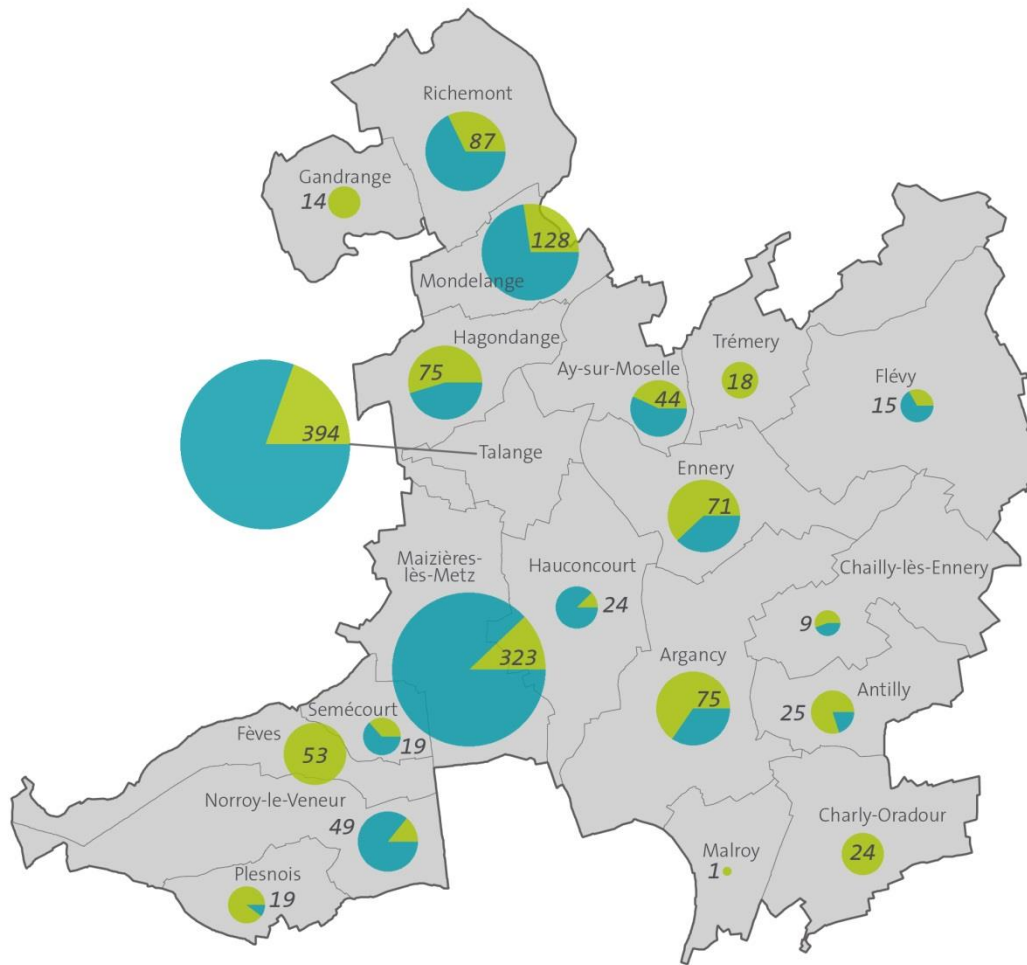 Richemont
87
Gandrange
14
128
Mondelange
Hagondange
75
Trémery
18
Ay-sur-Moselle
44
Flévy
15
394
Talange
Ennery
71
Maizières-
lès-Metz
Hauconcourt
24
Chailly-lès-Ennery
9
323
Argancy
75
Antilly
25
Semécourt
19
Fèves
53
Norroy-le-Veneur
49
Charly-Oradour
24
Malroy
1
Plesnois
19